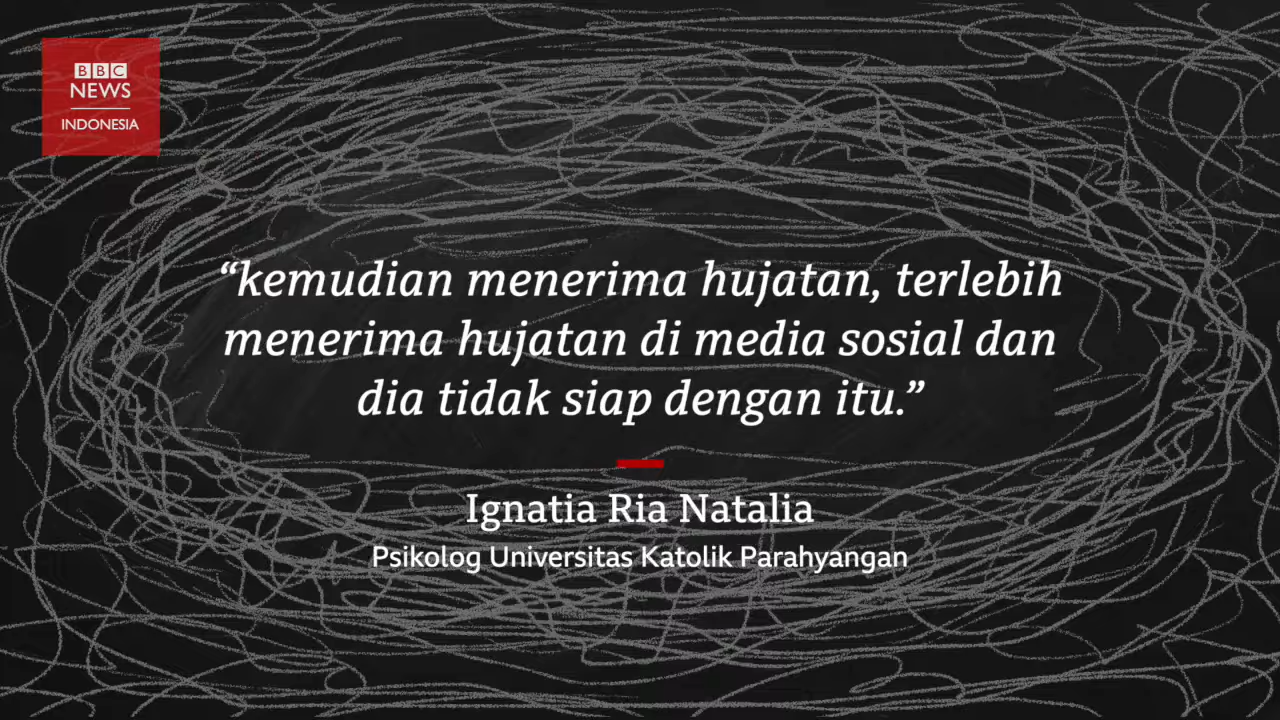 BBC
NEWS
INDONESIA
“kemudian menerima hujatan, terlebih
menerima hujatan di media sosial dan
dia tidak siap dengan itu.”
Ignatia Ria Natalia
Psikolog Universitas Katolik Parahyangan